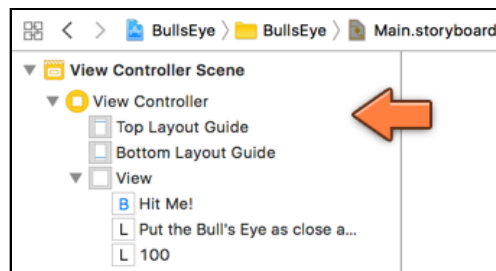 BullsEye BullsEye Main.storyboard
View Controller Scene
View Controller
Top Layout Guide
Bottom Layout Guide
View
B Hit Me!
L Put the Bull's Eye as close a...
L 100